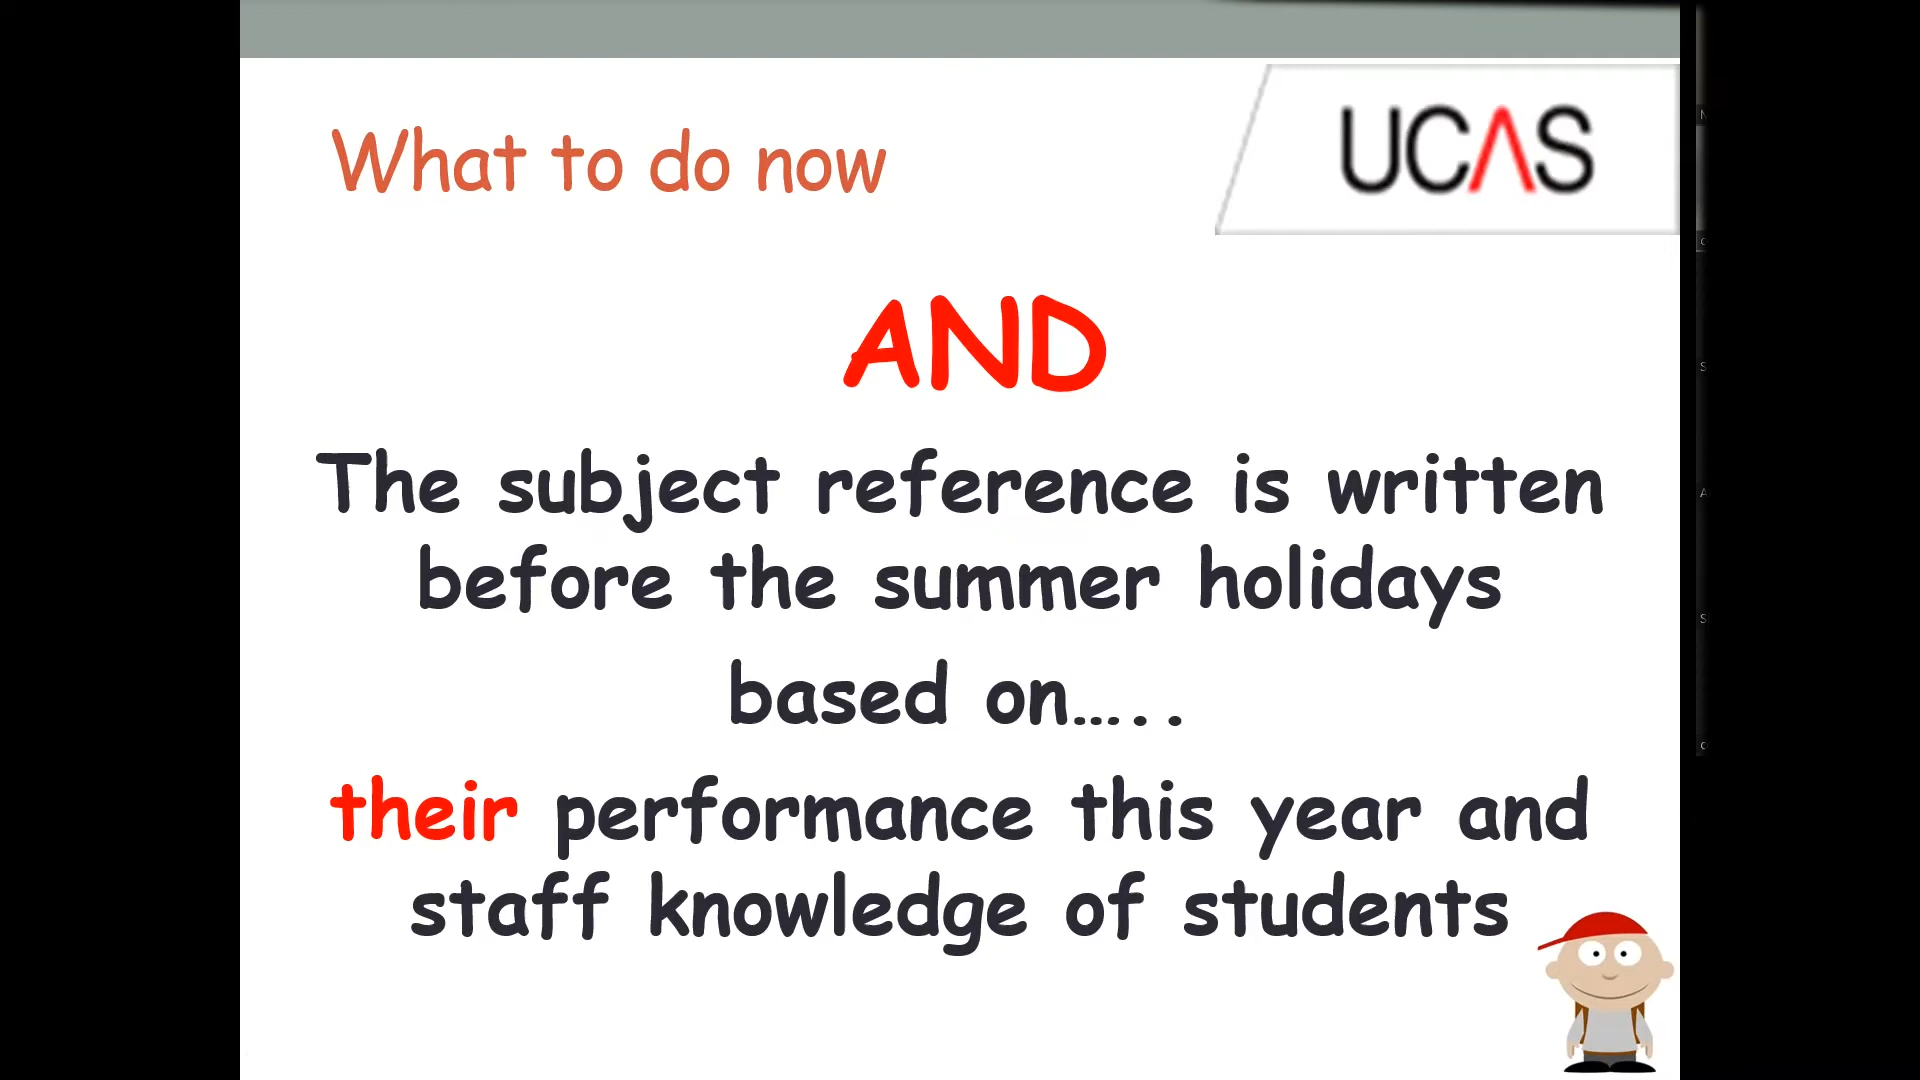 What to do now
UCAS
AND
The subject reference is written
before the summer holidays
based on…..
their performance this year and
staff knowledge of students